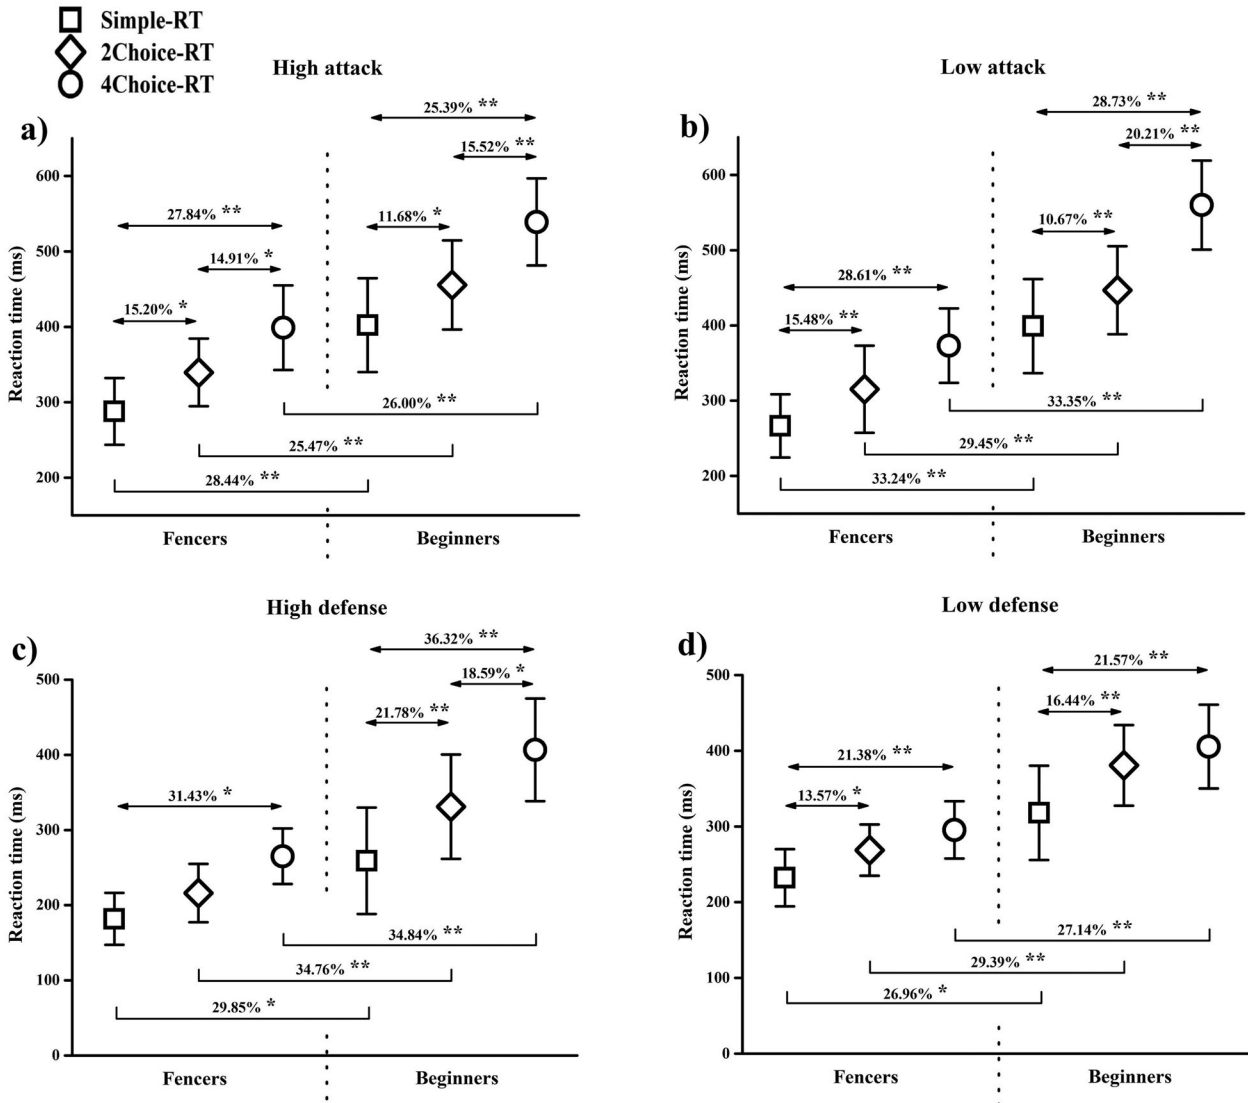 Simple-RT
2Choice-RT
4Choice-RT
High attack
a)
25.39% **
15.52% **
27.84% **
11.68% *
14.91% *
15.20% *
26.00% **
25.47% **
28.44% **
Reaction time (ms)
600
500
400
300
200
Fencers
Beginners
Low attack
b)
28.73% **
20.21% **
10.67% **
28.61% **
15.48% **
33.35% **
29.45% **
33.24% **
Reaction time (ms)
600
500
400
300
200
Fencers
Beginners
High defense
c)
36.32% **
18.59% *
21.78% **
31.43% *
34.84% **
34.76% **
29.85% *
Reaction time (ms)
500
400
300
200
100
0
Fencers
Beginners
Low defense
d)
21.57% **
16.44% **
21.38% **
13.57% *
27.14% **
29.39% **
26.96% *
Reaction time (ms)
500
400
300
200
100
0
Fencers
Beginners